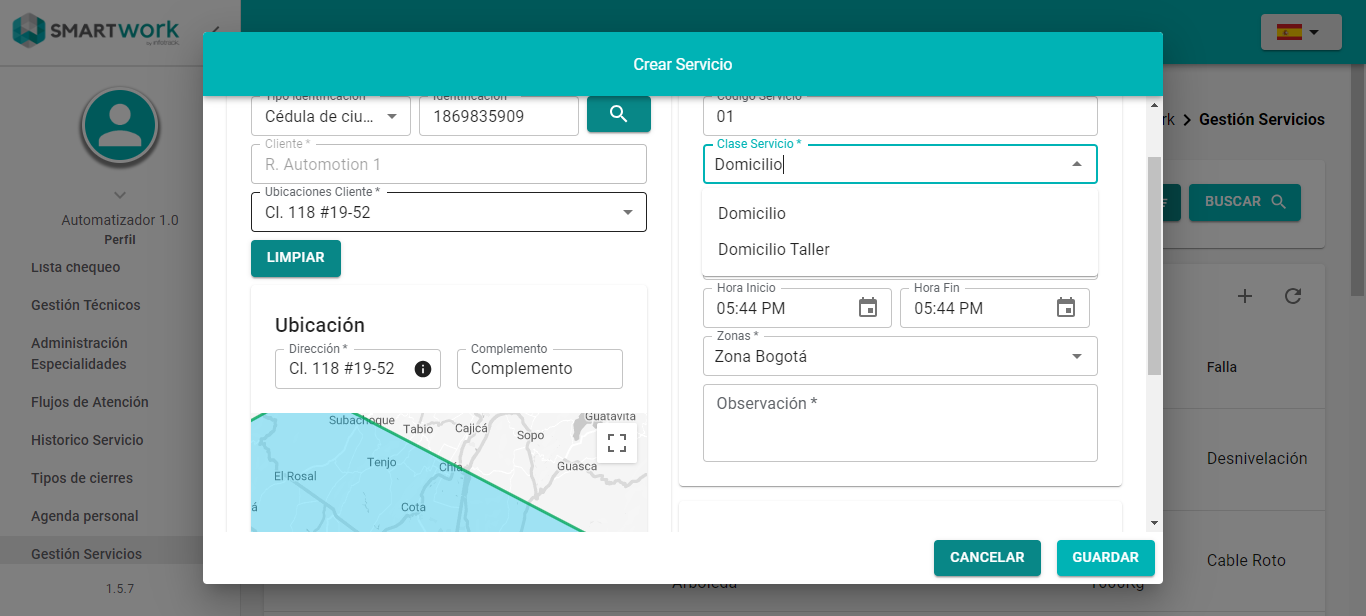 SMARTWORK
by Infotrack
Crear Servicio
rk > Gestión Servicios
Automatizador 1.0
Perfil
Lista chequeo
Gestión Técnicos
Administración
Especialidades
Flujos de Atención
Historico Servicio
Tipos de cierres
Agenda personal
Gestión Servicios
1.5.7
Tipo Identificación
Cédula de ciu...
Identificación
1869835909
Cliente *
R. Automotion 1
Ubicaciones Cliente *
Cl. 118 #19-52
LIMPIAR
Ubicación
Dirección *
Cl. 118 #19-52
Complemento
Complemento
Subachoque
Tabio
Cajicá
Sopo
Guatavita
El Rosal
Tenjo
Chía
Guasca
á
Cota
Código Servicio
01
Clase Servicio *
Domicilio
Domicilio
Domicilio Taller
Hora Inicio
05:44 PM
Hora Fin
05:44 PM
Zonas *
Zona Bogotá
Observación *
CANCELAR
GUARDAR
BUSCAR
Falla
Desnivelación
Cable Roto
Arboleda
1000Kg